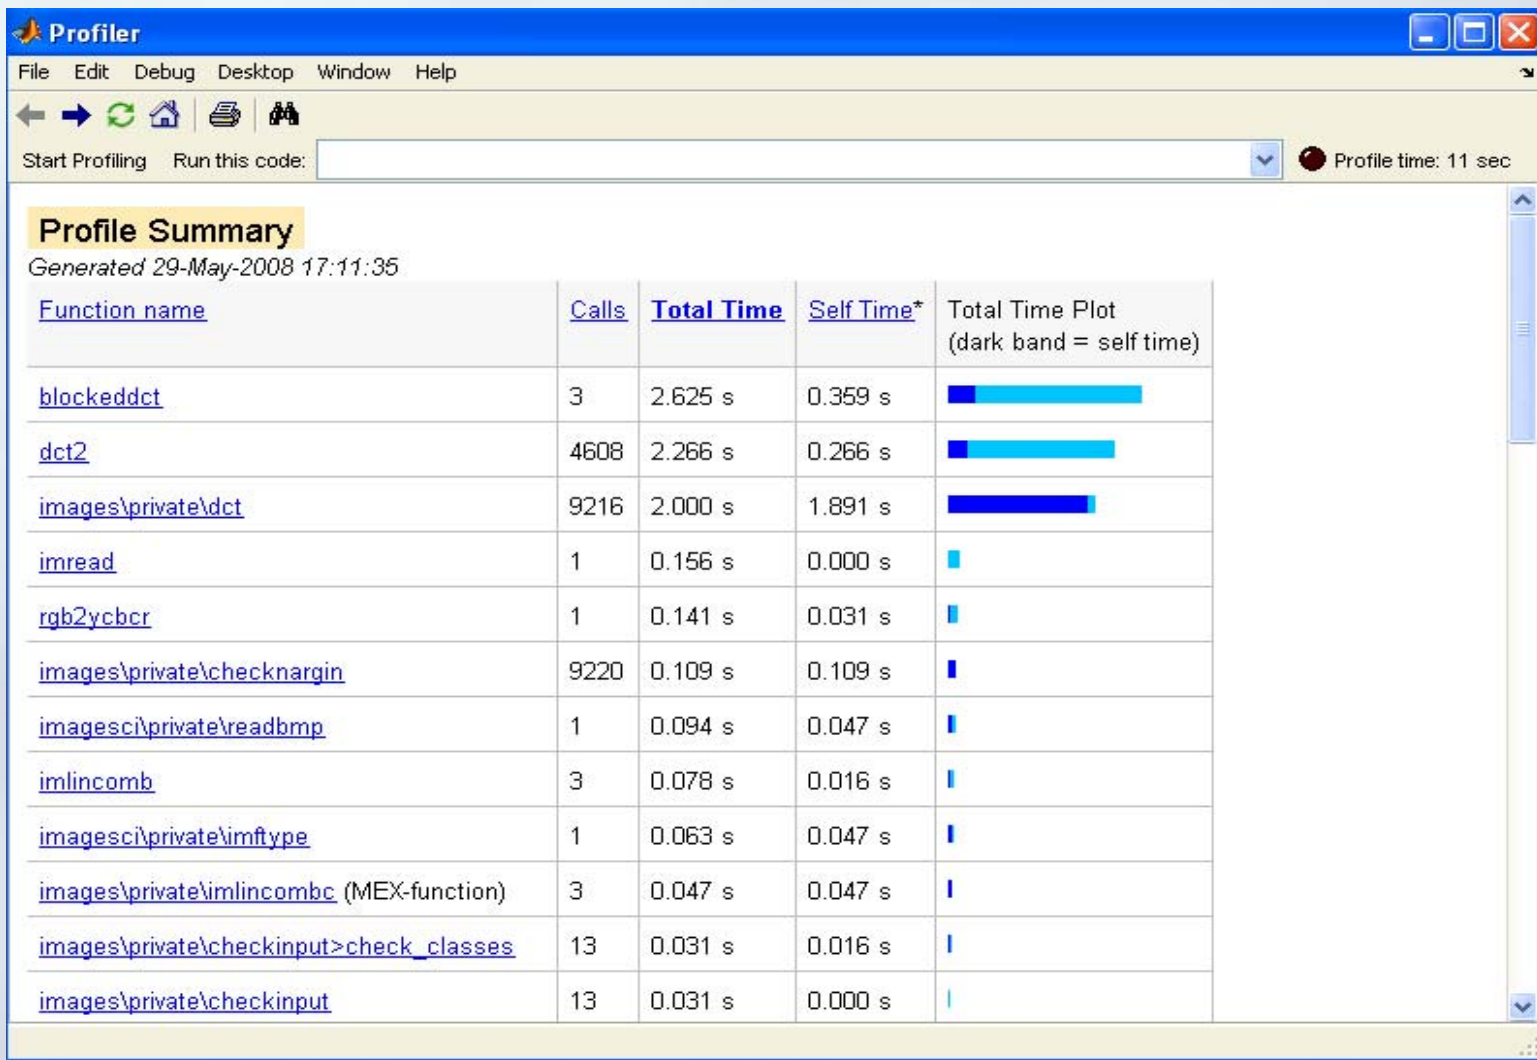 Profiler
File Edit Debug Desktop Window Help
Start Profiling Run this code: Profile time: 11 sec
Profile Summary
Generated 29-May-2008 17:11:35
Function name Calls Total Time Self Time* Total Time Plot
(dark band = self time)
blockeddct 3 2.625 s 0.359 s
dct2 4608 2.266 s 0.266 s
images\private\dct 9216 2.000 s 1.891 s
imread 1 0.156 s 0.000 s
rgb2ycbcr 1 0.141 s 0.031 s
images\private\checknargin 9220 0.109 s 0.109 s
imagesci\private\readbmp 1 0.094 s 0.047 s
imlincomb 3 0.078 s 0.016 s
imagesci\private\imftype 1 0.063 s 0.047 s
images\private\imlincombc (MEX-function) 3 0.047 s 0.047 s
images\private\checkinput>check_classes 13 0.031 s 0.016 s
images\private\checkinput 13 0.031 s 0.000 s